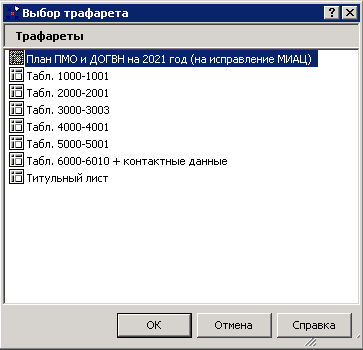 Выбор трафарета
Трафареты
План ПМО и ДОГВН на 2021 год (на исправление МИАЦ)
Табл. 1000-1001
Табл. 2000-2001
Табл. 3000-3003
Табл. 4000-4001
Табл. 5000-5001
Табл. 6000-6010 + контактные данные
Титульный лист
ОК Отмена Справка